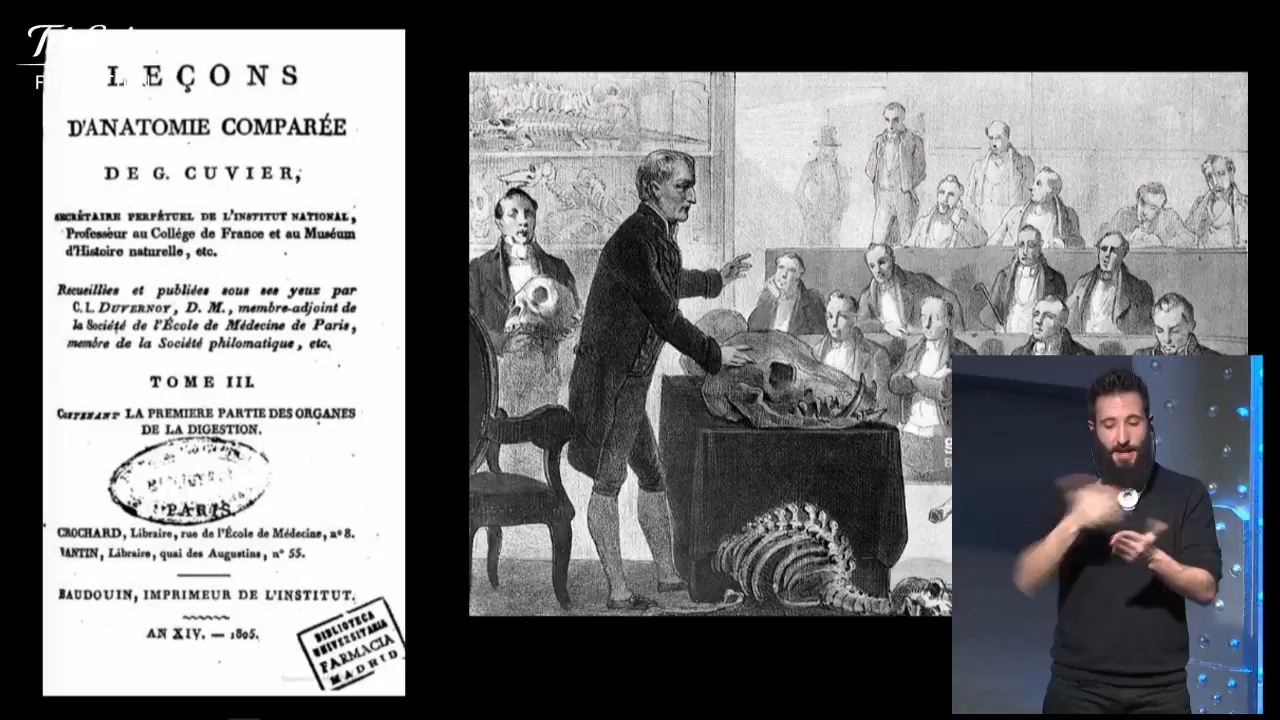 LEÇONS
D'ANATOMIE COMPARÉE
DE G. CUVIER,
SECRÉTAIRE PERPÉTUEL DE L'INSTITUT NATIONAL,
Professeur au Collége de France et au Muséum
d'Histoire naturelle, etc.
Recueillies et publiées sous ses yeux par
C. L. DUVERNOY, D. M., membre-adjoint de
la Société de l'École de Médecine de Paris,
membre de la Société philomatique, etc.
TOME III.
CONTENANT LA PREMIERE PARTIE DES ORGANES
DE LA DIGESTION.
PARIS.
CROCHARD, Libraire, rue de l'École de Médecine, nº 8.
FANTIN, Libraire, quai des Augustins, nº 55.
BAUDOUIN, IMPRIMEUR DE L'INSTITUT.
AN XIV. — 1805.
BIBLIOTECA
UNIVERSITARIA
FARMACIA
MADRID